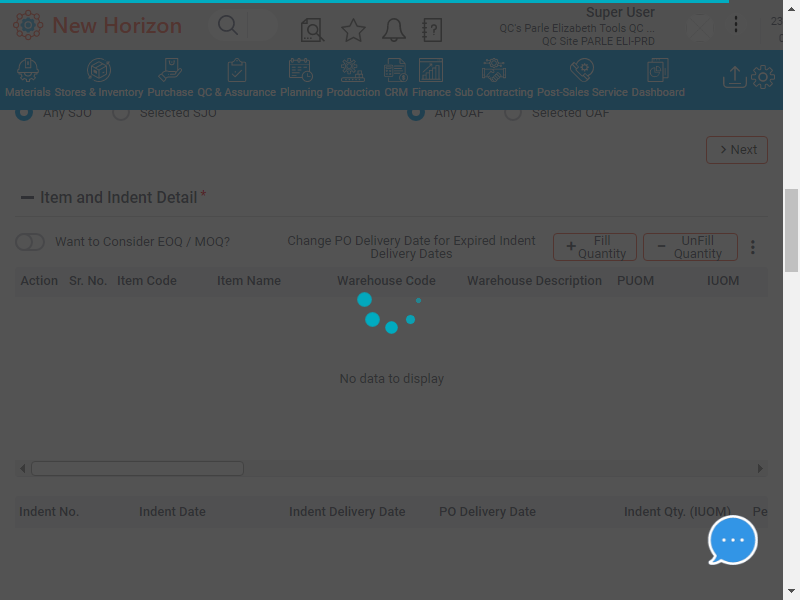 New Horizon
Super User
QC's Parle Elizabeth Tools QC ...
QC Site PARLE ELI-PRD
23
Materials Stores & Inventory Purchase QC & Assurance Planning Production CRM Finance Sub Contracting Post-Sales Service Dashboard
Any SJO Selected SJO Any OAF Selected OAF
Next
Item and Indent Detail *
Want to Consider EOQ / MOQ?
Change PO Delivery Date for Expired Indent
Delivery Dates
Fill
Quantity
UnFill
Quantity
Action Sr. No. Item Code Item Name Warehouse Code Warehouse Description PUOM IUOM
No data to display
Indent No. Indent Date Indent Delivery Date PO Delivery Date Indent Qty. (IUOM) Pe